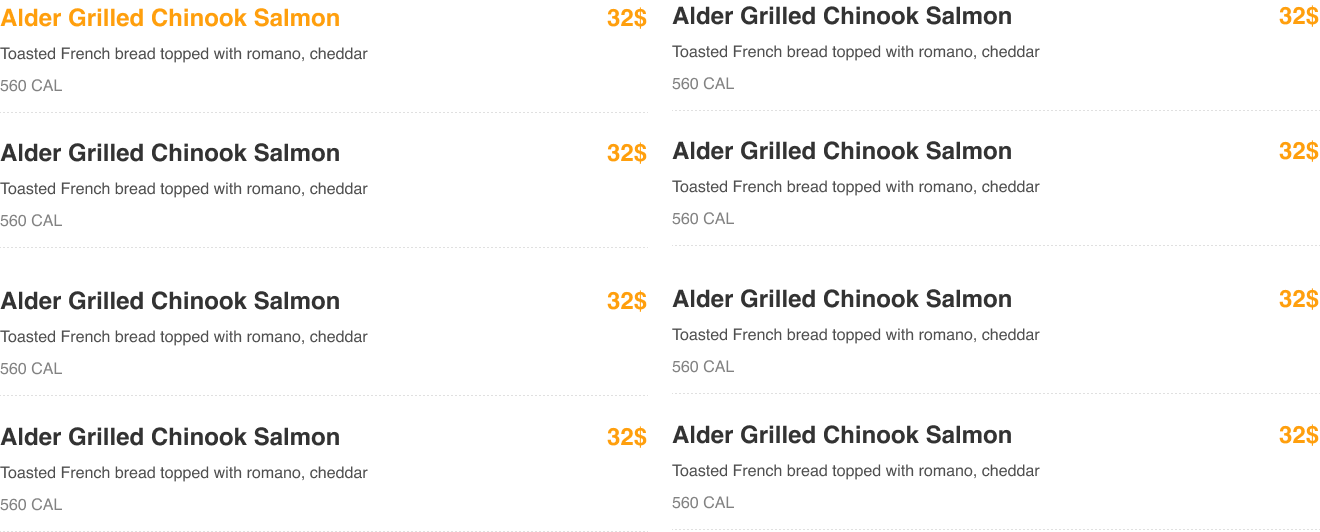 Alder Grilled Chinook Salmon 32$
Toasted French bread topped with romano, cheddar
560 CAL
Alder Grilled Chinook Salmon 32$
Toasted French bread topped with romano, cheddar
560 CAL
Alder Grilled Chinook Salmon 32$
Toasted French bread topped with romano, cheddar
560 CAL
Alder Grilled Chinook Salmon 32$
Toasted French bread topped with romano, cheddar
560 CAL
Alder Grilled Chinook Salmon 32$
Toasted French bread topped with romano, cheddar
560 CAL
Alder Grilled Chinook Salmon 32$
Toasted French bread topped with romano, cheddar
560 CAL
Alder Grilled Chinook Salmon 32$
Toasted French bread topped with romano, cheddar
560 CAL
Alder Grilled Chinook Salmon 32$
Toasted French bread topped with romano, cheddar
560 CAL